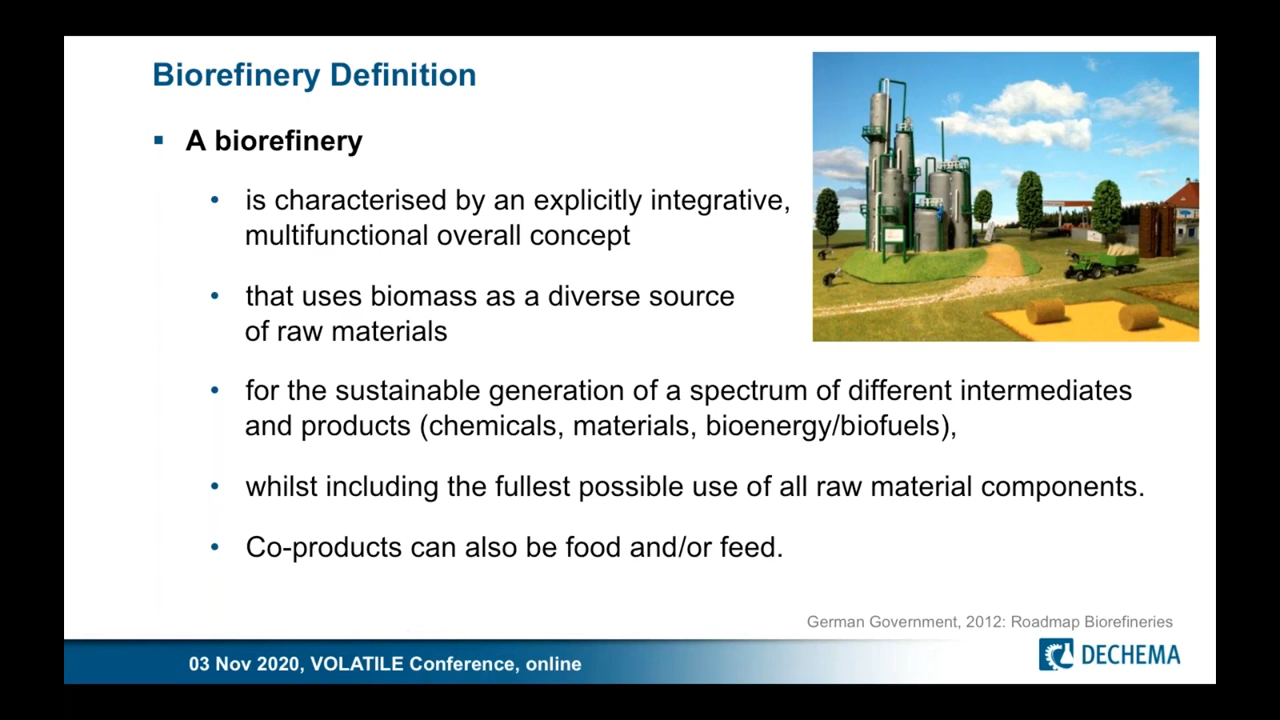 Biorefinery Definition
▪ A biorefinery
• is characterised by an explicitly integrative,
multifunctional overall concept
• that uses biomass as a diverse source
of raw materials
• for the sustainable generation of a spectrum of different intermediates
and products (chemicals, materials, bioenergy/biofuels),
• whilst including the fullest possible use of all raw material components.
• Co-products can also be food and/or feed.
German Government, 2012: Roadmap Biorefineries
03 Nov 2020, VOLATILE Conference, online
DECHEMA